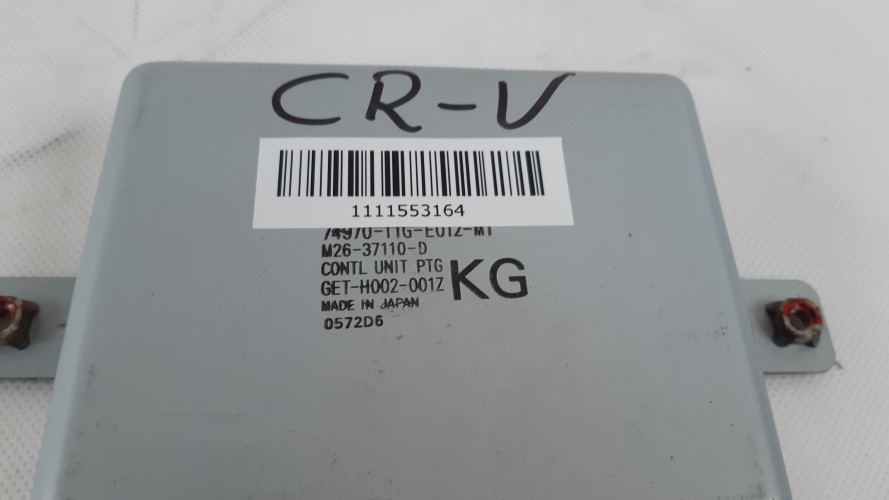 CR-V
1111553164
74970-T1G-E012-M1
M26-37110-D
CONTL UNIT PTG
GET-H002-001Z
KG
MADE IN JAPAN
0572D6